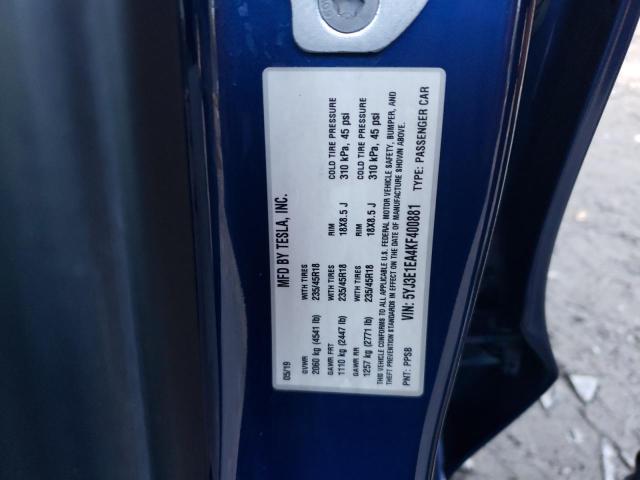 MFD BY TESLA, INC.
05/19
GVWR WITH TIRES RIM COLD TIRE PRESSURE
2060 kg (4541 lb) 235/45R18 18X8.5 J 310 kPa, 45 psi
GAWR FRT WITH TIRES RIM COLD TIRE PRESSURE
1110 kg (2447 lb) 235/45R18 18X8.5 J 310 kPa, 45 psi
GAWR RR
1257 kg (2771 lb) 235/45R18
THIS VEHICLE CONFORMS TO ALL APPLICABLE U.S. FEDERAL MOTOR VEHICLE SAFETY, BUMPER, AND
THEFT PREVENTION STANDARDS IN EFFECT ON THE DATE OF MANUFACTURE SHOWN ABOVE.
VIN: 5YJ3E1EA4KF400881
PNT: PPSB TYPE: PASSENGER CAR